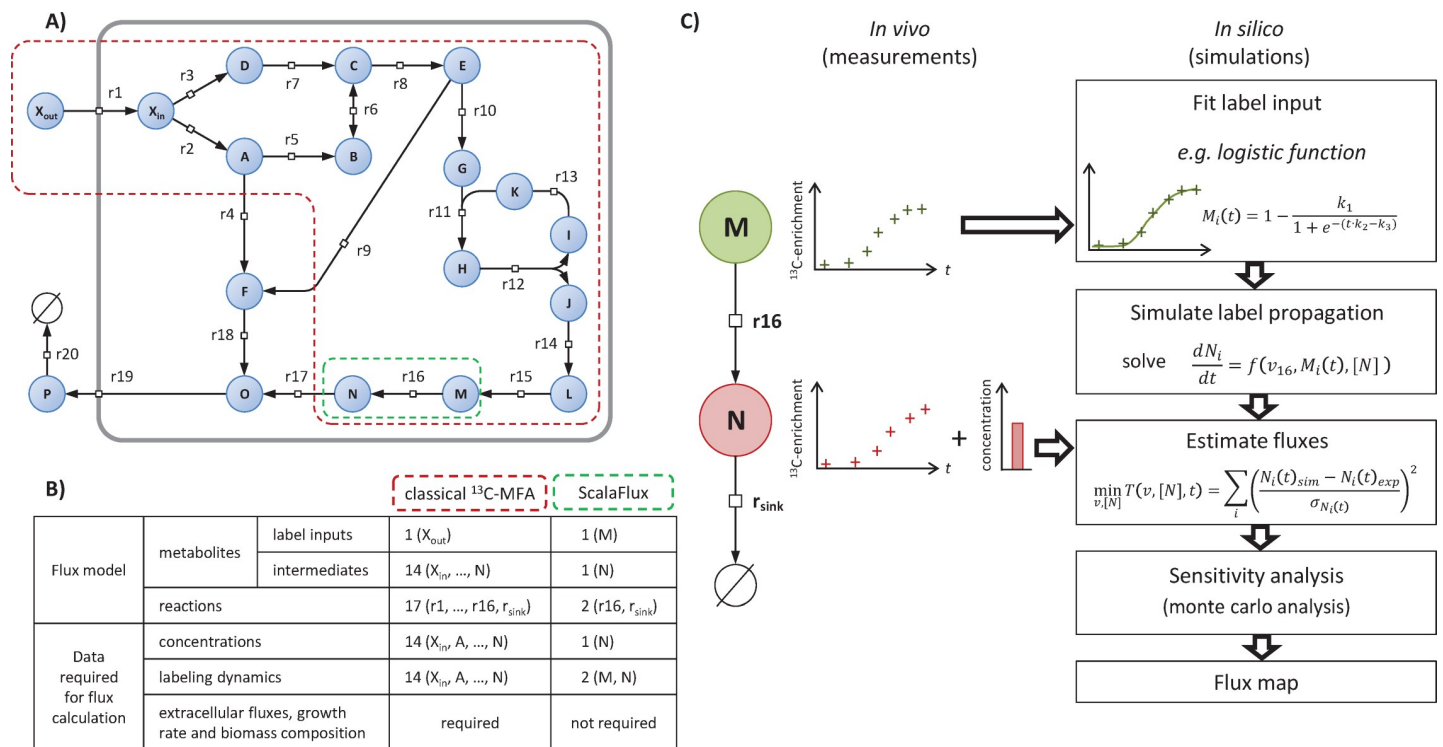 A)
X_out
r1
X_in
r3
D
r7
C
r8
E
r2
A
r5
B
r6
r10
G
r4
r9
r11
K
r13
I
H
r12
J
F
r18
r14
r20
P
r19
O
r17
N
r16
M
r15
L
B)
classical ¹³C-MFA
ScalaFlux
Flux model
metabolites
label inputs
1 (X_out)
1 (M)
intermediates
14 (X_in, ..., N)
1 (N)
reactions
17 (r1, ..., r16, r_sink)
2 (r16, r_sink)
Data
required
for flux
calculation
concentrations
14 (X_in, A, ..., N)
1 (N)
labeling dynamics
14 (X_in, A, ..., N)
2 (M, N)
extracellular fluxes, growth
rate and biomass composition
required
not required
C)
In vivo
(measurements)
In silico
(simulations)
M
¹³C-enrichment
t
r16
N
¹³C-enrichment
t
+
concentration
r_sink
Fit label input
e.g. logistic function
M_i(t) = 1 − k_1 / (1 + e^{−(t·k_2−k_3)})
t
Simulate label propagation
solve dN_i/dt = f(v_16, M_i(t), [N])
Estimate fluxes
min_{v,[N]} T(v, [N], t) = ∑_i ((N_i(t)_sim − N_i(t)_exp) / σ_{N_i(t)})²
Sensitivity analysis
(monte carlo analysis)
Flux map